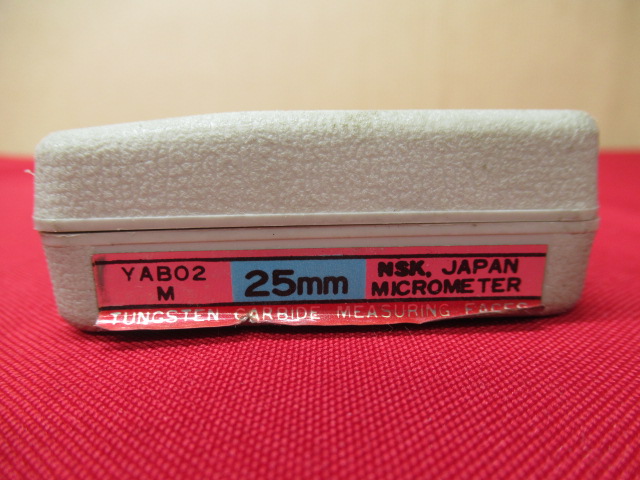 YAB02
M
25mm
NSK, JAPAN
MICROMETER
TUNGSTEN CARBIDE MEASURING FACES